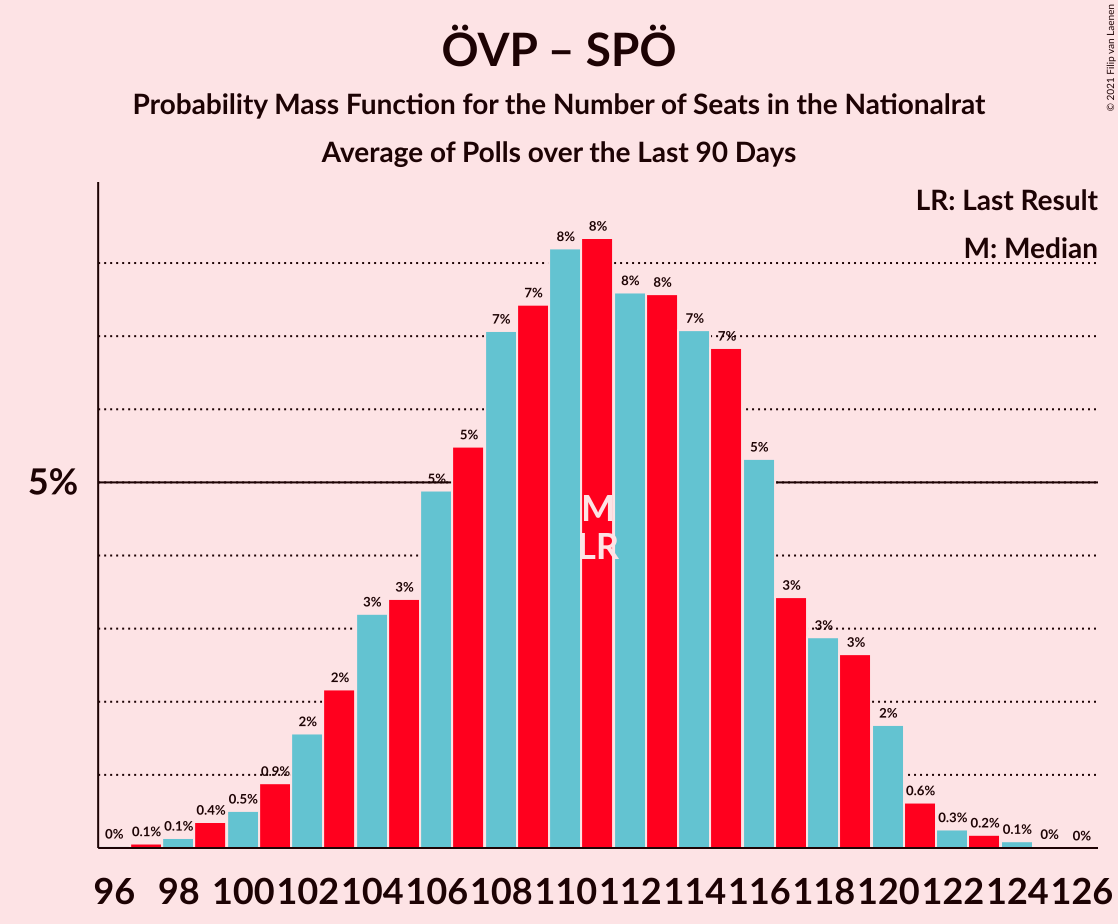 ÖVP – SPÖ
Probability Mass Function for the Number of Seats in the Nationalrat
Average of Polls over the Last 90 Days
© 2021 Filip van Laenen
LR: Last Result
M: Median
5%
0% 0.1% 0.1% 0.4% 0.5% 0.9% 2% 2% 3% 3% 5% 5% 7% 7% 8% 8% 8% 8% 7% 7% 5% 3% 3% 3% 2% 0.6% 0.3% 0.2% 0.1% 0% 0%
M
LR
96 98 100 102 104 106 108 110 112 114 116 118 120 122 124 126